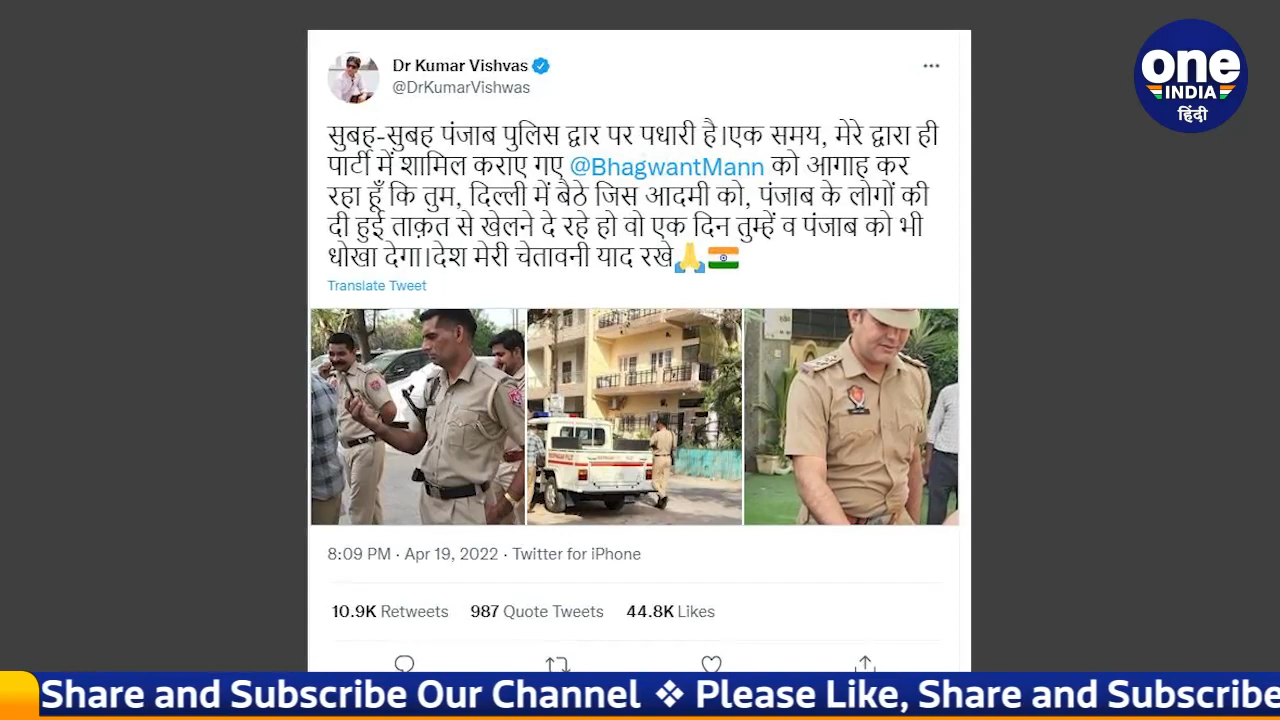 Dr Kumar Vishvas
@DrKumarVishwas
सुबह-सुबह पंजाब पुलिस द्वार पर पधारी है।एक समय, मेरे द्वारा ही
पार्टी में शामिल कराए गए @BhagwantMann को आगाह कर
रहा हूँ कि तुम, दिल्ली में बैठे जिस आदमी को, पंजाब के लोगों की
दी हुई ताक़त से खेलने दे रहे हो वो एक दिन तुम्हें व पंजाब को भी
धोखा देगा।देश मेरी चेतावनी याद रखे🙏🇮🇳
Translate Tweet
8:09 PM · Apr 19, 2022 · Twitter for iPhone
10.9K Retweets 987 Quote Tweets 44.8K Likes
one
INDIA
हिंदी
Share and Subscribe Our Channel ❖ Please Like, Share and Subscribe